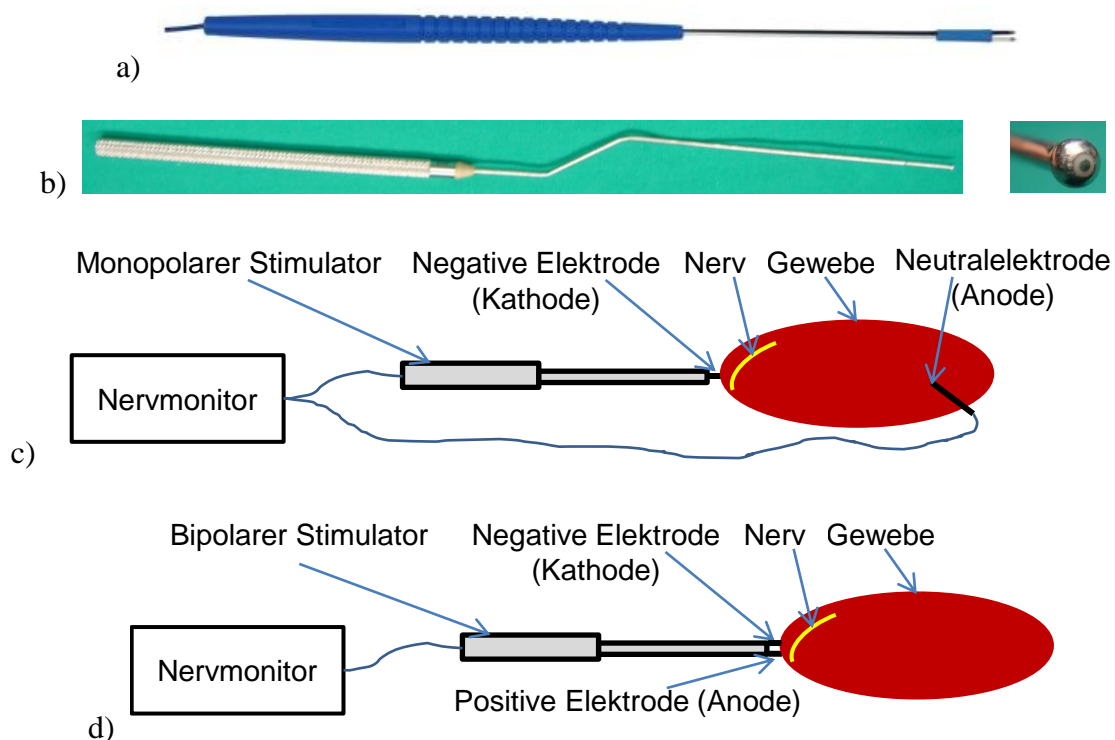 a)
b)
Monopolarer Stimulator
Negative Elektrode
(Kathode)
Nerv
Gewebe
Neutralelektrode
(Anode)
Nervmonitor
c)
Bipolarer Stimulator
Negative Elektrode
(Kathode)
Nerv
Gewebe
Nervmonitor
Positive Elektrode (Anode)
d)